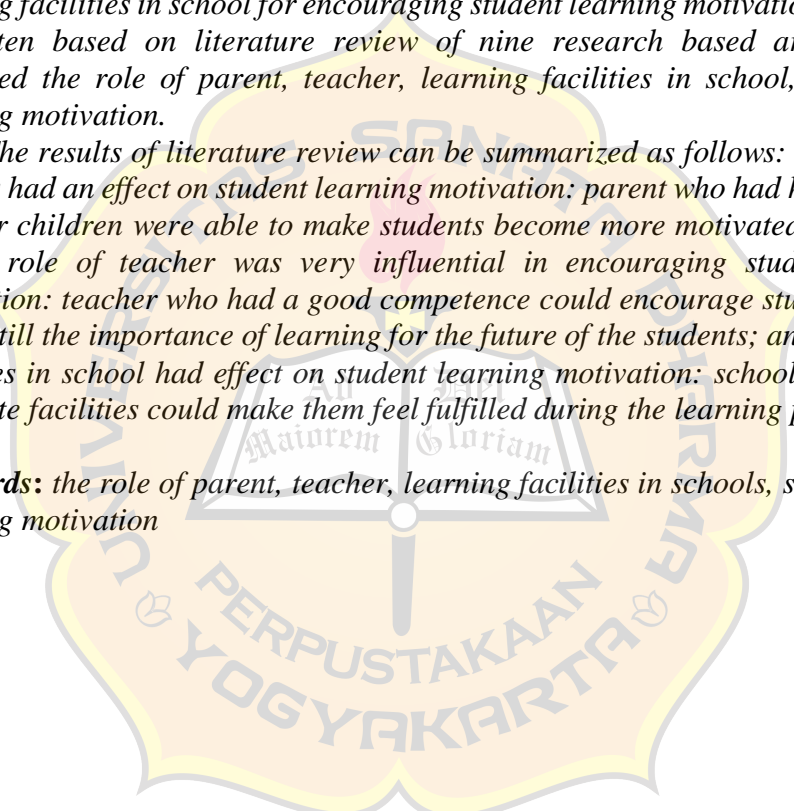 g facilities in school for encouraging student learning motivatio
ten based on literature review of nine research based a
ed the role of parent, teacher, learning facilities in school,
g motivation.
he results of literature review can be summarized as follows:
had an effect on student learning motivation: parent who had
r children were able to make students become more motivated
role of teacher was very influential in encouraging stud
tion: teacher who had a good competence could encourage stu
till the importance of learning for the future of the students; an
es in school had effect on student learning motivation: school
te facilities could make them feel fulfilled during the learning p
rds: the role of parent, teacher, learning facilities in schools, s
g motivation
UNIVERSITAS SANATA DHARMA
Ad Dei
Maiorem Gloriam
PERPUSTAKAAN
YOGYAKARTA